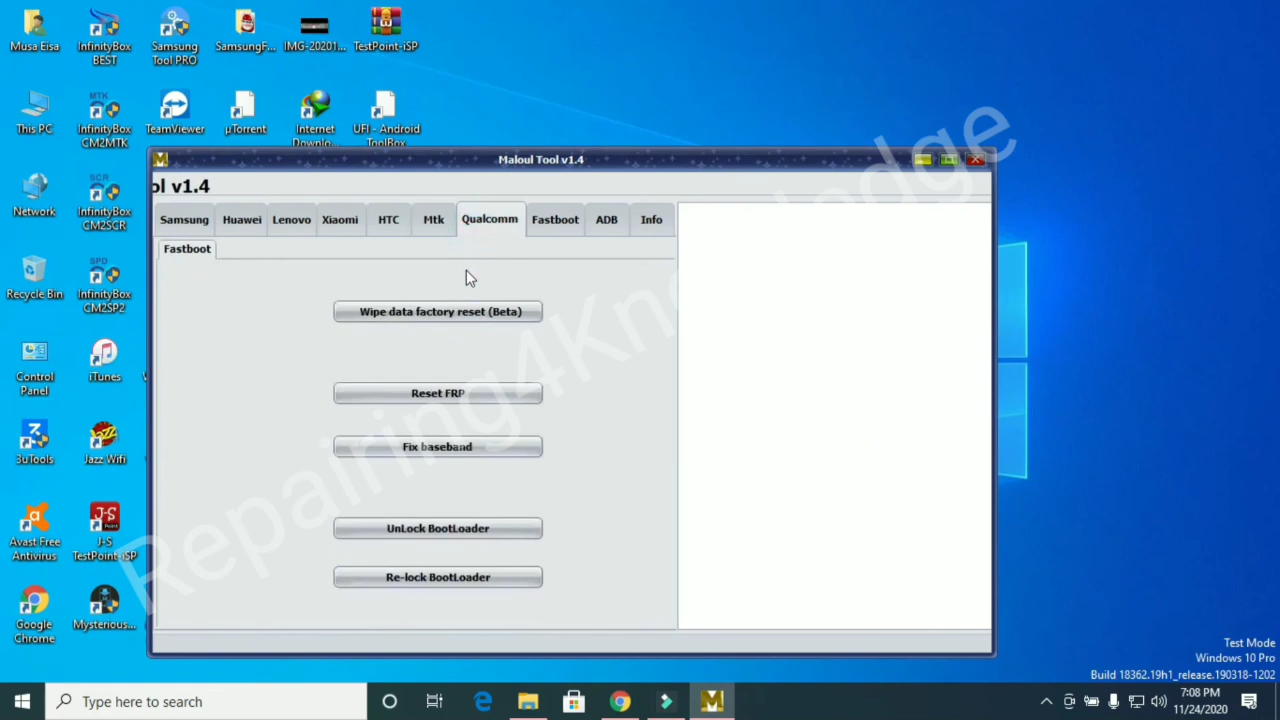 Musa Eisa
InfinityBox
BEST
Samsung
Tool PRO
SamsungF...
IMG-20201...
TestPoint-iSP
This PC
MTK
InfinityBox
CM2MTK
TeamViewer
µTorrent
Internet
Downlo...
UFI - Android
ToolBox
Network
SCR
InfinityBox
CM2SCR
Recycle Bin
SPD
InfinityBox
CM2SP2
Control
Panel
iTunes
3uTools
Jazz Wifi
Avast Free
Antivirus
J-S
TestPoint-iSP
Google
Chrome
Mysterious...
Maloul Tool v1.4
ol v1.4
Samsung Huawei Lenovo Xiaomi HTC Mtk Qualcomm Fastboot ADB Info
Fastboot
Wipe data factory reset (Beta)
Reset FRP
Fix baseband
UnLock BootLoader
Re-lock BootLoader
Test Mode
Windows 10 Pro
Build 18362.19h1_release.190318-1202
Type here to search
7:08 PM
11/24/2020